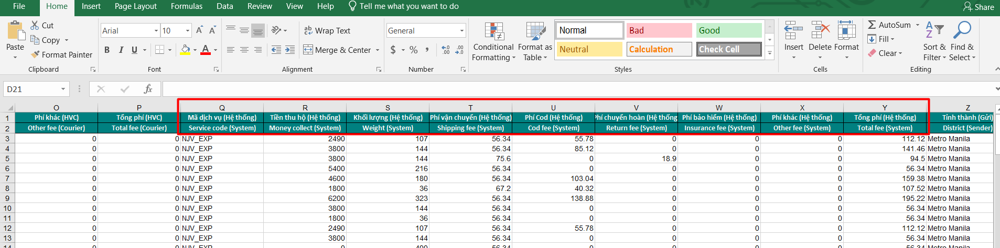 File Home Insert Page Layout Formulas Data Review View Help Tell me what you want to do Share
Cut
Copy
Format Painter
Paste
Clipboard
Arial 10
B I U
Font
Wrap Text
Merge & Center
Alignment
General
$ % ,
Number
Conditional Formatting
Format as Table
Normal Bad Good
Neutral Calculation Check Cell
Styles
Insert Delete Format
Cells
AutoSum
Fill
Clear
Sort & Filter
Find & Select
Editing
D21 fx
O P Q R S T U V W X Y Z
1 Phí khác (HVC) Tổng phí (HVC) Mã dịch vụ (Hệ thống) Tiền thu hộ (Hệ thống) Khối lượng (Hệ thống) Phí vận chuyển (Hệ thống) Phí Cod (Hệ thống) Phí chuyển hoàn (Hệ thống) Phí bảo hiểm (Hệ thống) Phí khác (Hệ thống) Tổng phí (Hệ thống) Tỉnh thành (Gửi)
2 Other fee (Courier) Total fee (Courier) Service code (System) Money collect (System) Weight (System) Shipping fee (System) Cod fee (System) Return fee (System) Insurance fee (System) Other fee (System) Total fee (System) District (Sender)
3 0 0 NJV_EXP 2490 107 56.34 55.78 0 0 0 112.12 Metro Manila
4 0 0 NJV_EXP 3800 144 56.34 85.12 0 0 0 141.46 Metro Manila
5 0 0 NJV_EXP 3800 144 75.6 0 18.9 0 0 94.5 Metro Manila
6 0 0 NJV_EXP 5400 216 56.34 0 0 0 0 56.34 Metro Manila
7 0 0 NJV_EXP 4600 180 56.34 103.04 0 0 0 159.38 Metro Manila
8 0 0 NJV_EXP 1800 36 67.2 40.32 0 0 0 107.52 Metro Manila
9 0 0 NJV_EXP 6200 323 56.34 138.88 0 0 0 195.22 Metro Manila
10 0 0 NJV_EXP 3800 144 56.34 0 0 0 0 56.34 Metro Manila
11 0 0 NJV_EXP 1800 36 56.34 0 0 0 0 56.34 Metro Manila
12 0 0 NJV_EXP 2490 107 56.34 55.78 0 0 0 112.12 Metro Manila
13 0 0 NJV_EXP 3800 144 56.34 0 0 0 0 56.34 Metro Manila